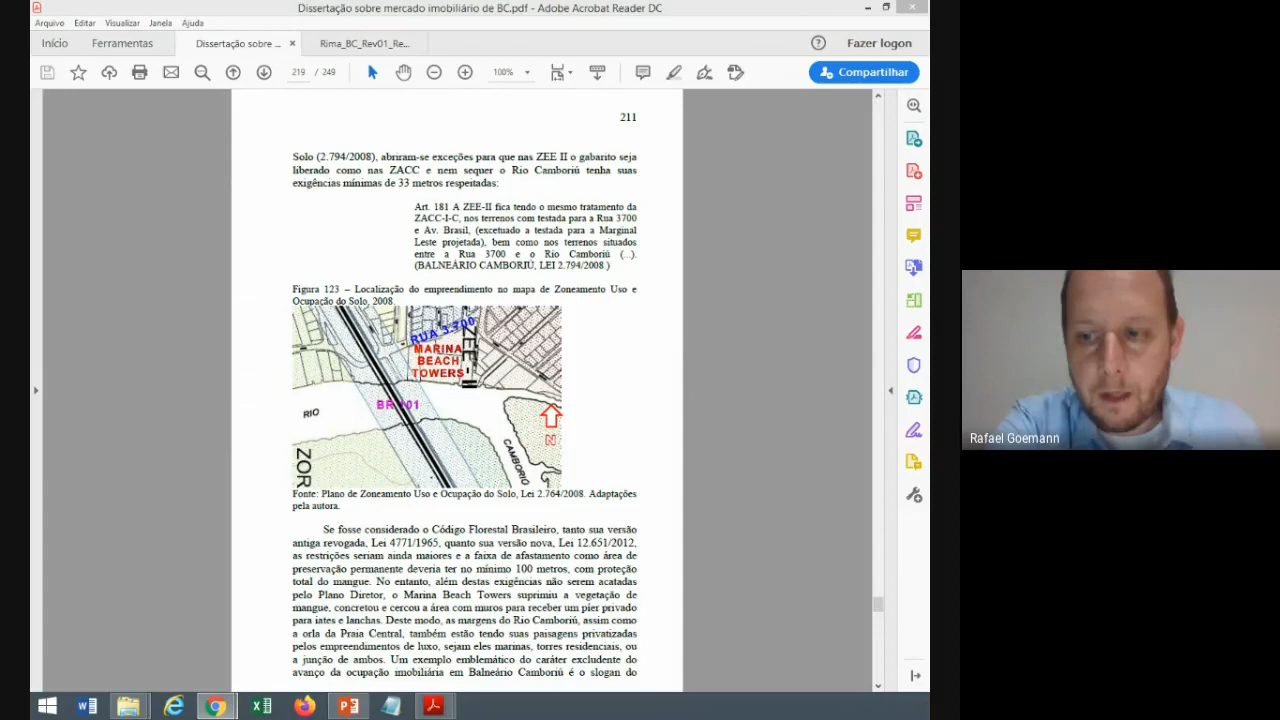 Dissertação sobre mercado imobiliário de BC.pdf - Adobe Acrobat Reader DC
Arquivo Editar Visualizar Janela Ajuda
Início Ferramentas Dissertação sobre ... × Rima_BC_Rev01_Re... Fazer logon
219 / 249 100% Compartilhar
211
Solo (2.794/2008), abriram-se exceções para que nas ZEE II o gabarito seja
liberado como nas ZACC e nem sequer o Rio Camboriú tenha suas
exigências mínimas de 33 metros respeitadas:
Art. 181 A ZEE-II fica tendo o mesmo tratamento da
ZACC-I-C, nos terrenos com testada para a Rua 3700
e Av. Brasil, (excetuado a testada para a Marginal
Leste projetada), bem como nos terrenos situados
entre a Rua 3700 e o Rio Camboriú (...).
(BALNEÁRIO CAMBORIÚ, LEI 2.794/2008 )
Figura 123 – Localização do empreendimento no mapa de Zoneamento Uso e
Ocupação do Solo, 2008.
RUA 3.700
ZEE - II
MARINA
BEACH
TOWERS
BR 101
RIO
CAMBORIO
N
ZOR
Fonte: Plano de Zoneamento Uso e Ocupação do Solo, Lei 2.764/2008. Adaptações
pela autora.
Se fosse considerado o Código Florestal Brasileiro, tanto sua versão
antiga revogada, Lei 4771/1965, quanto sua versão nova, Lei 12.651/2012,
as restrições seriam ainda maiores e a faixa de afastamento como área de
preservação permanente deveria ter no mínimo 100 metros, com proteção
total do mangue. No entanto, além destas exigências não serem acatadas
pelo Plano Diretor, o Marina Beach Towers suprimiu a vegetação de
mangue, concretou e cercou a área com muros para receber um píer privado
para iates e lanchas. Deste modo, as margens do Rio Camboriú, assim como
a orla da Praia Central, também estão tendo suas paisagens privatizadas
pelos empreendimentos de luxo, sejam eles marinas, torres residenciais, ou
a junção de ambos. Um exemplo emblemático do caráter excludente do
avanço da ocupação imobiliária em Balneário Camboriú é o slogan do
Rafael Goemann